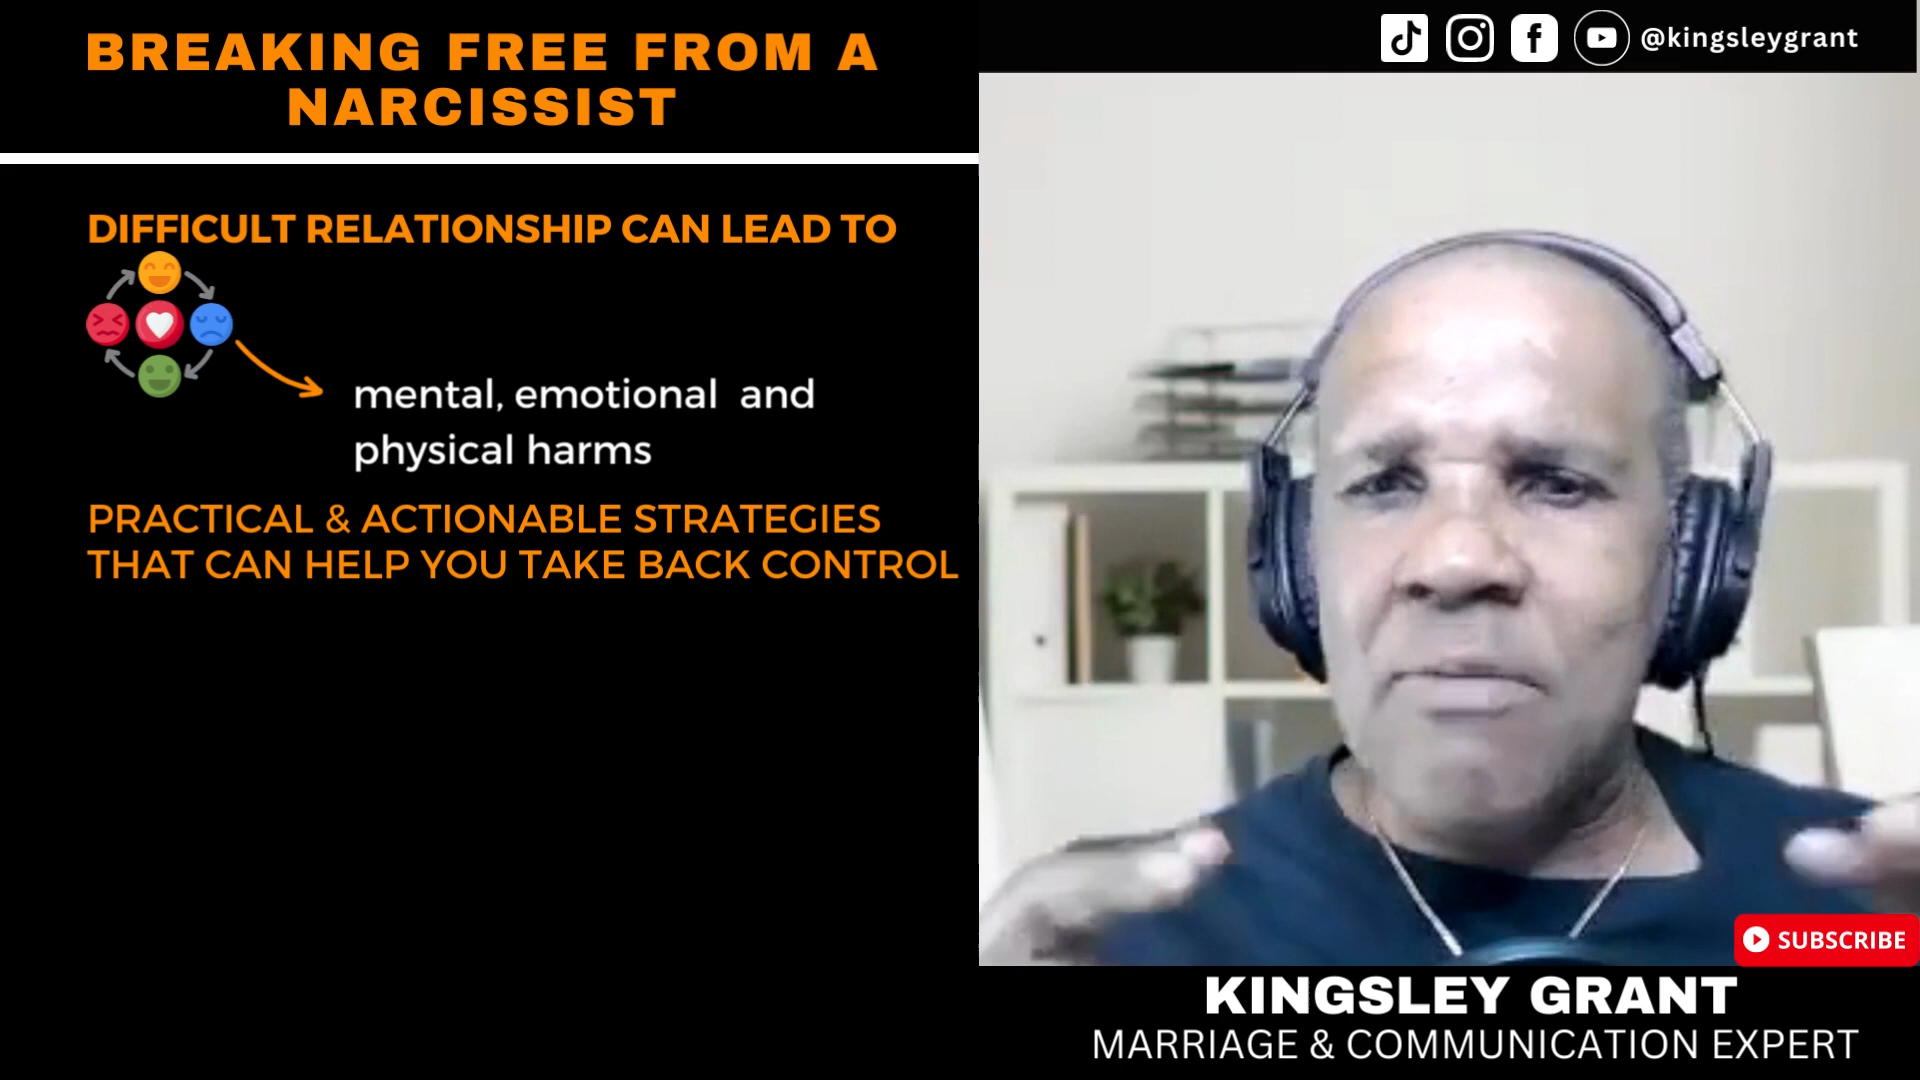 BREAKING FREE FROM A
NARCISSIST
DIFFICULT RELATIONSHIP CAN LEAD TO
mental, emotional and
physical harms
PRACTICAL & ACTIONABLE STRATEGIES
THAT CAN HELP YOU TAKE BACK CONTROL
@kingsleygrant
SUBSCRIBE
KINGSLEY GRANT
MARRIAGE & COMMUNICATION EXPERT